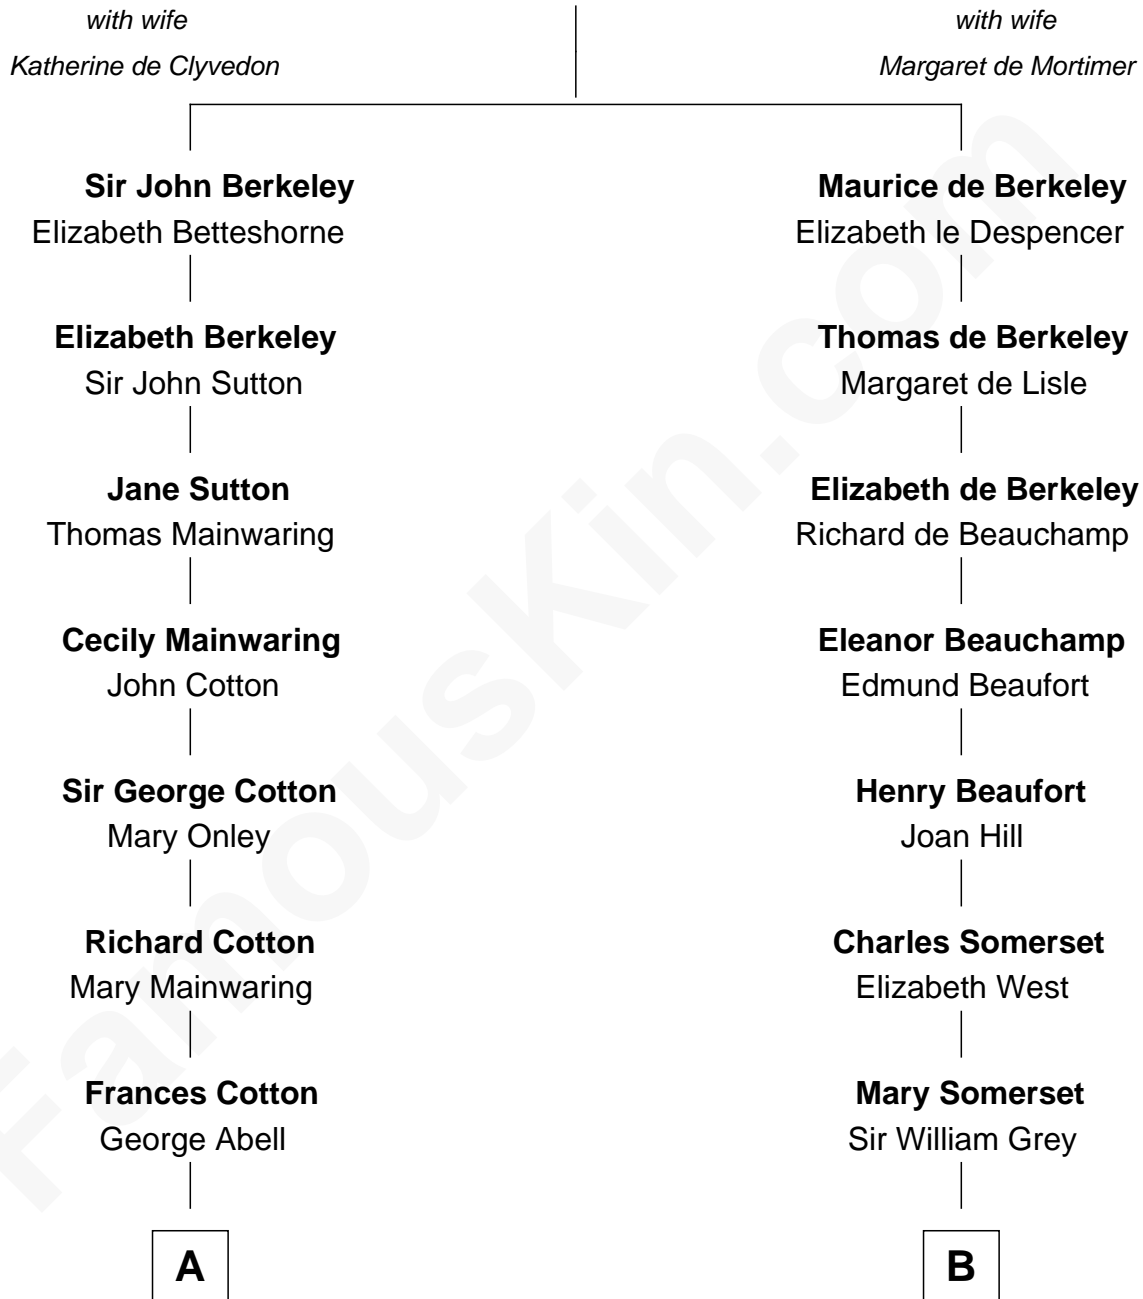 with wife
Katherine de Clyvedon
with wife
Margaret de Mortimer
Sir John Berkeley
Elizabeth Betteshorne
Maurice de Berkeley
Elizabeth le Despencer
Elizabeth Berkeley
Sir John Sutton
Thomas de Berkeley
Margaret de Lisle
Jane Sutton
Thomas Mainwaring
Elizabeth de Berkeley
Richard de Beauchamp
Cecily Mainwaring
John Cotton
Eleanor Beauchamp
Edmund Beaufort
Sir George Cotton
Mary Onley
Henry Beaufort
Joan Hill
Richard Cotton
Mary Mainwaring
Charles Somerset
Elizabeth West
Frances Cotton
George Abell
Mary Somerset
Sir William Grey
A
B
FamousKin.com